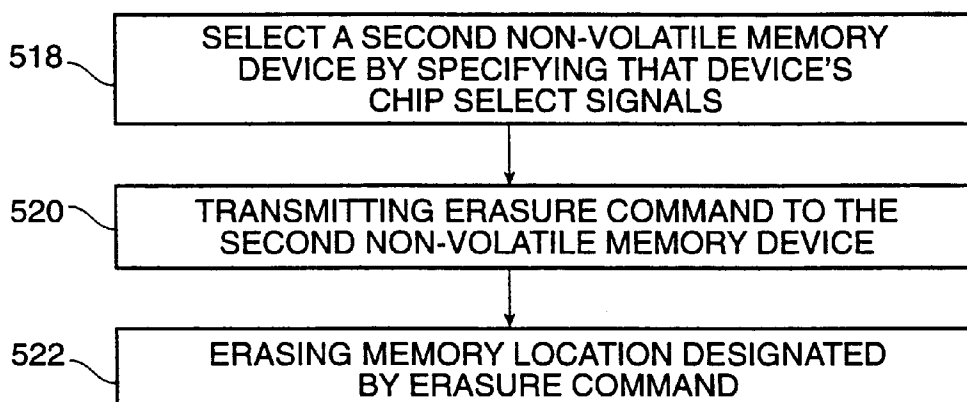 518
SELECT A SECOND NON-VOLATILE MEMORY
DEVICE BY SPECIFYING THAT DEVICE'S
CHIP SELECT SIGNALS
520
TRANSMITTING ERASURE COMMAND TO THE
SECOND NON-VOLATILE MEMORY DEVICE
522
ERASING MEMORY LOCATION DESIGNATED
BY ERASURE COMMAND